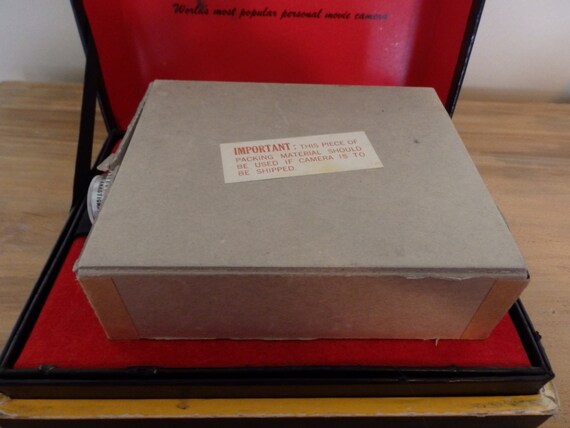 World's most popular personal movie camera
IMPORTANT: THIS PIECE OF
PACKING MATERIAL SHOULD
BE USED IF CAMERA IS TO
BE SHIPPED.